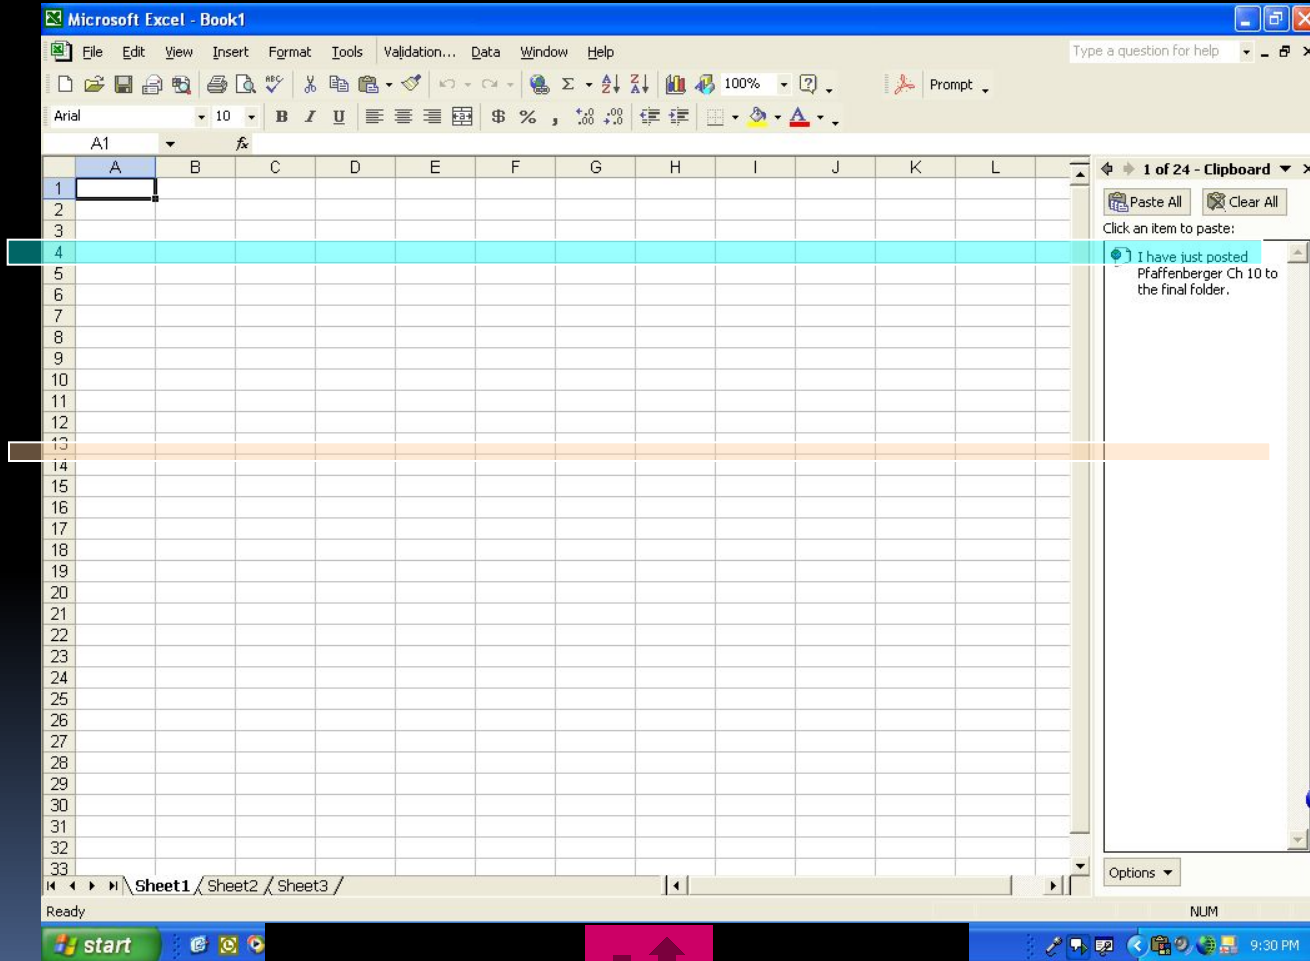 Microsoft Excel - Book1
File Edit View Insert Format Tools Validation... Data Window Help
Type a question for help
100%
Prompt
Arial 10 B I U $ % ,
A1 fx
A B C D E F G H I J K L
1 of 24 - Clipboard
Paste All Clear All
Click an item to paste:
I have just posted
Pfaffenberger Ch 10 to
the final folder.
1
2
3
4
5
6
7
8
9
10
11
12
13
14
15
16
17
18
19
20
21
22
23
24
25
26
27
28
29
30
31
32
33
Sheet1 Sheet2 Sheet3
Options
Ready
NUM
start
9:30 PM